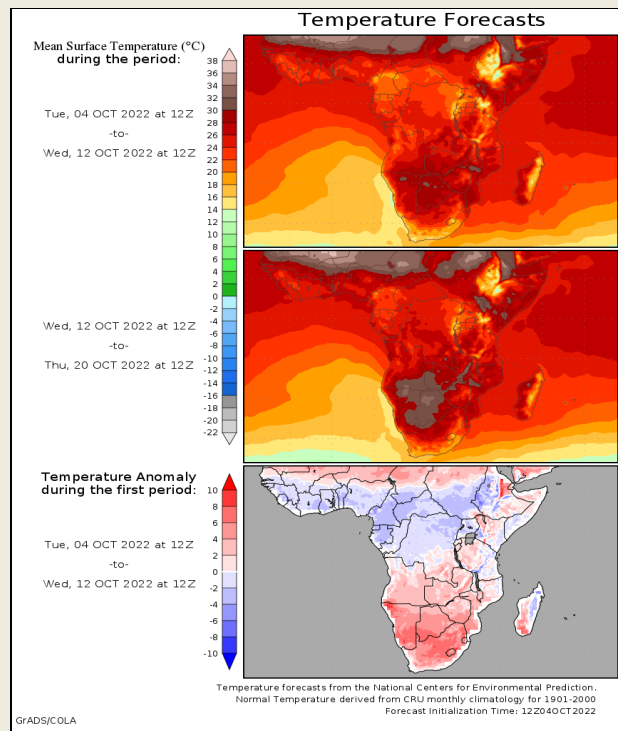 Temperature Forecasts
Mean Surface Temperature (°C)
during the period:
38
36
34
32
30
28
26
24
22
20
18
16
14
12
10
8
6
4
2
0
-2
-4
-6
-8
-10
-12
-14
-16
-18
-20
-22
Tue, 04 OCT 2022 at 12Z
-to-
Wed, 12 OCT 2022 at 12Z
Wed, 12 OCT 2022 at 12Z
-to-
Thu, 20 OCT 2022 at 12Z
Temperature Anomaly
during the first period:
10
8
6
4
2
0
-2
-4
-6
-8
-10
Tue, 04 OCT 2022 at 12Z
-to-
Wed, 12 OCT 2022 at 12Z
Temperature forecasts from the National Centers for Environmental Prediction.
Normal Temperature derived from CRU monthly climatology for 1901-2000
Forecast Initialization Time: 12Z04OCT2022
GrADS/COLA